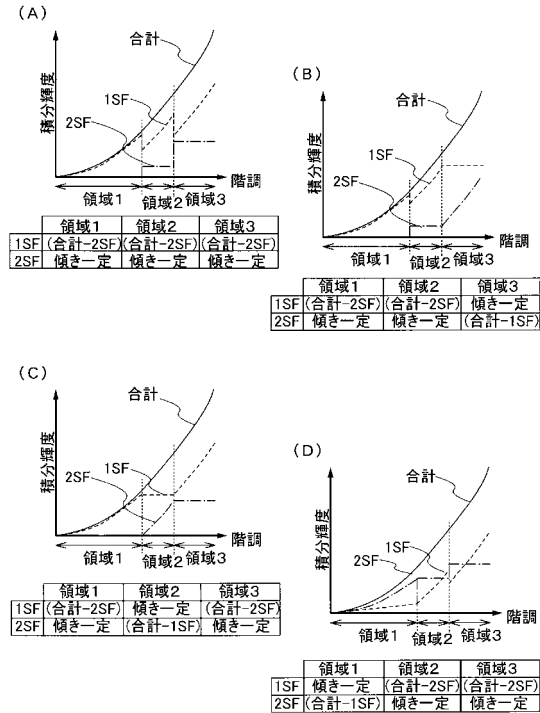 (A)
合計
1SF
2SF
積分輝度
階調
領域1 領域2 領域3
領域1 領域2 領域3
1SF (合計-2SF) (合計-2SF) (合計-2SF)
2SF 傾き一定 傾き一定 傾き一定
(B)
合計
1SF
2SF
積分輝度
階調
領域1 領域2 領域3
領域1 領域2 領域3
1SF (合計-2SF) (合計-2SF) 傾き一定
2SF 傾き一定 傾き一定 (合計-1SF)
(C)
合計
2SF 1SF
積分輝度
階調
領域1 領域2 領域3
領域1 領域2 領域3
1SF (合計-2SF) 傾き一定 (合計-2SF)
2SF 傾き一定 (合計-1SF) 傾き一定
(D)
合計
1SF
2SF
積分輝度
階調
領域1 領域2 領域3
領域1 領域2 領域3
1SF 傾き一定 (合計-2SF) (合計-2SF)
2SF (合計-1SF) 傾き一定 傾き一定